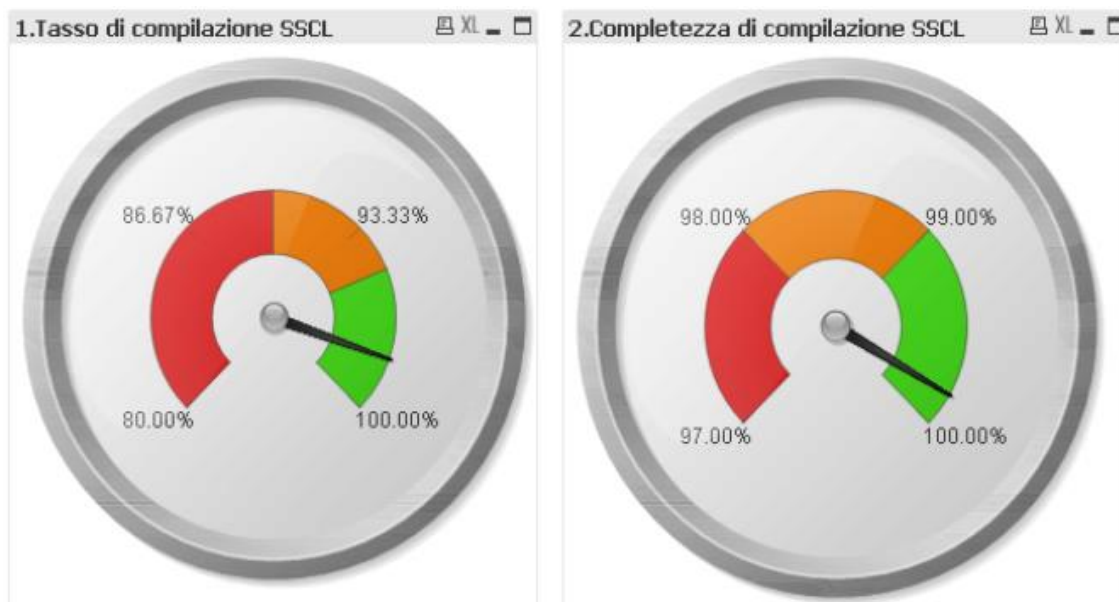 1.Tasso di compilazione SSCL XL
86.67% 93.33%
80.00% 100.00%
2.Completezza di compilazione SSCL XL
98.00% 99.00%
97.00% 100.00%